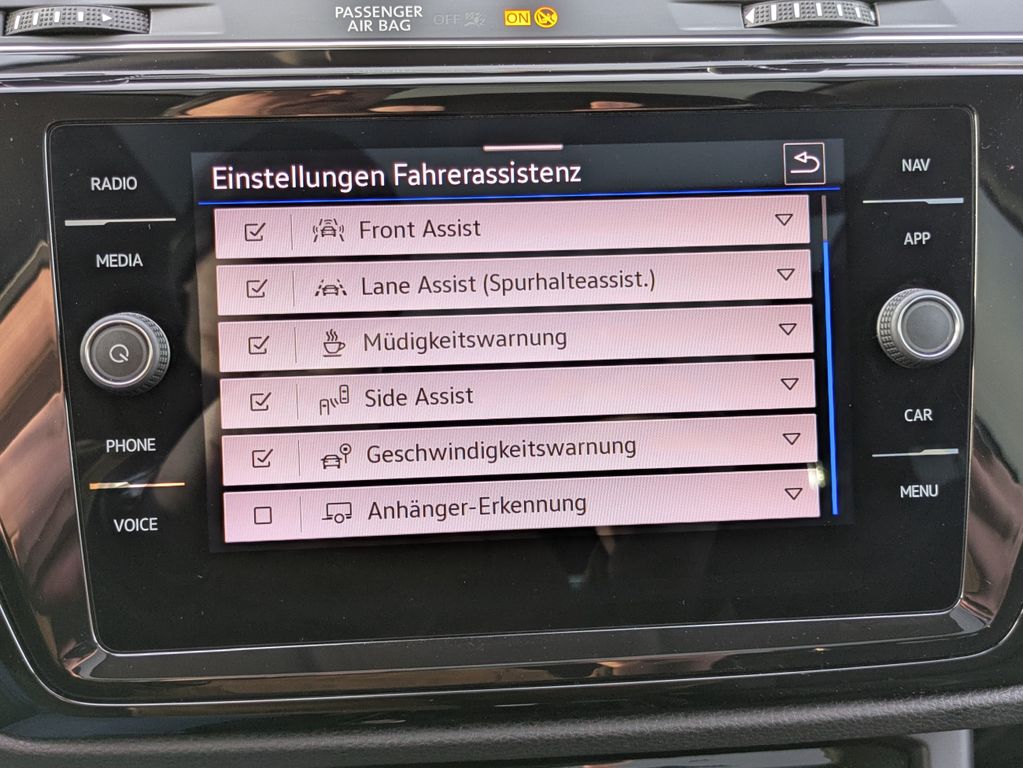 PASSENGER
AIR BAG OFF ON
Einstellungen Fahrerassistenz
RADIO
MEDIA
PHONE
VOICE
Front Assist
Lane Assist (Spurhalteassist.)
Müdigkeitswarnung
Side Assist
Geschwindigkeitswarnung
Anhänger-Erkennung
NAV
APP
CAR
MENU